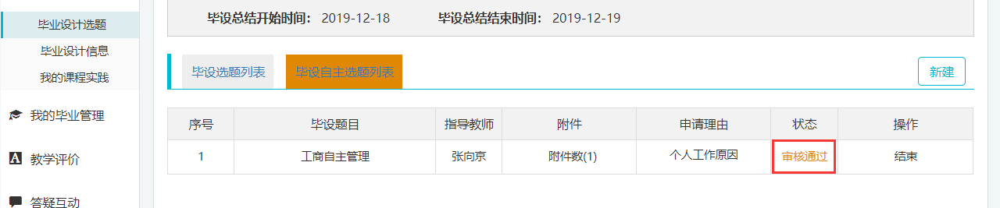 毕业设计选题
毕业设计信息
我的课程实践
我的毕业管理
教学评价
答疑互动
毕设总结开始时间： 2019-12-18 毕设总结结束时间： 2019-12-19
毕设选题列表 毕设自主选题列表 新建
序号 毕设题目 指导教师 附件 申请理由 状态 操作
1 工商自主管理 张向京 附件数(1) 个人工作原因 审核通过 结束